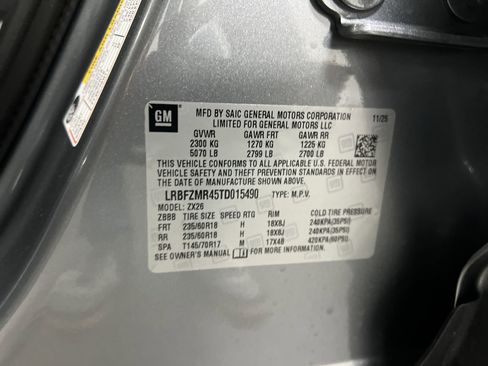 GM
MFD BY SAIC GENERAL MOTORS CORPORATION 11/25
LIMITED FOR GENERAL MOTORS LLC
GVWR GAWR FRT GAWR RR
2300 KG 1270 KG 1225 KG
5070 LB 2799 LB 2700 LB
THIS VEHICLE CONFORMS TO ALL APPLICABLE U.S. FEDERAL MOTOR
VEHICLE SAFETY AND THEFT PREVENTION STANDARDS IN EFFECT ON THE
DATE OF MANUFACTURE SHOWN ABOVE.
LRBFZMR45TD015490 TYPE: M.P.V.
MODEL: ZX26
ZBBB TIRE SIZE SPEED RTG RIM COLD TIRE PRESSURE
FRT 235/60R18 H 18X8J 240KPA(35PSI)
RR 235/60R18 H 18X8J 240KPA(35PSI)
SPA T145/70R17 M 17X4B 420KPA(60PSI)
SEE OWNER'S MANUAL FOR MORE INFORMATION.